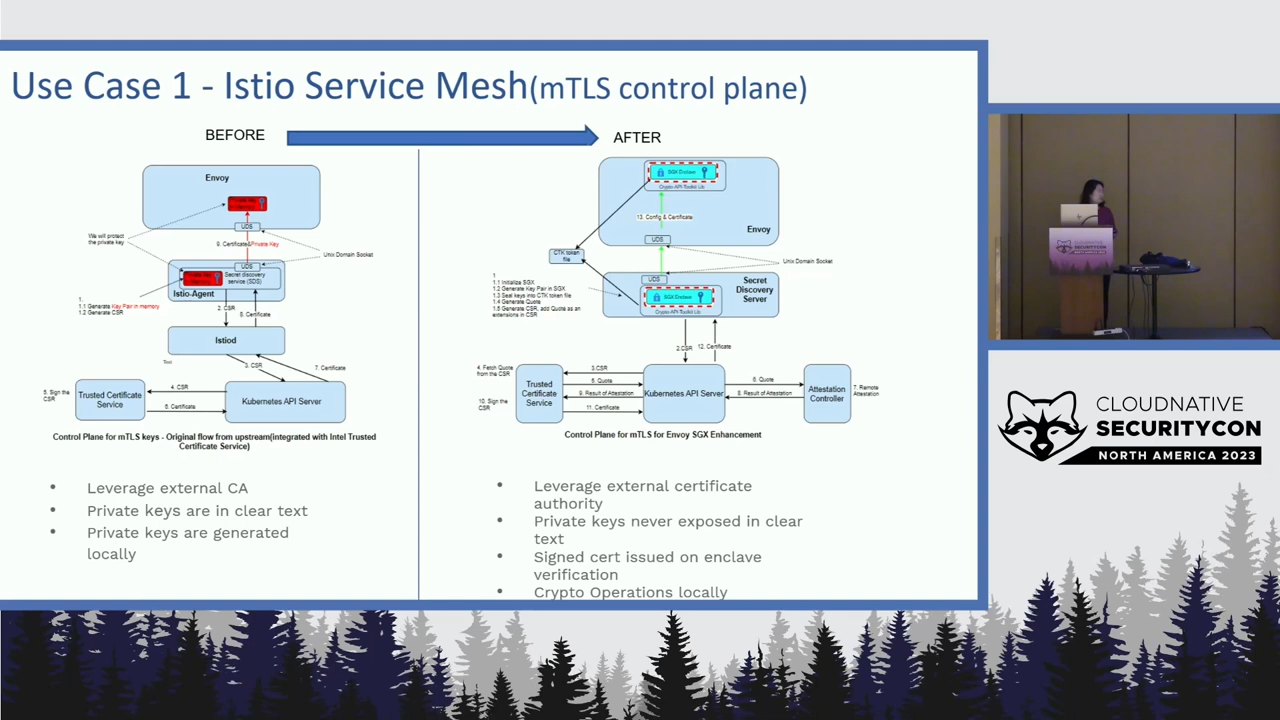 Use Case 1 - Istio Service Mesh(mTLS control plane)
BEFORE
Envoy
Private key
in memory
UDS
We will protect
the private key
9. Certificate&Private Key
Unix Domain Socket
UDS
Private key
in memory
Secret discovery
service (SDS)
Istio-Agent
1.
1.1 Generate Key Pair in memory
1.2 Generate CSR
2. CSR
8. Certificate
Istiod
Text
3. CSR
7. Certificate
5. Sign the
CSR
Trusted Certificate
Service
4. CSR
6. Certificate
Kubernetes API Server
Control Plane for mTLS keys - Original flow from upstream(integrated with Intel Trusted
Certificate Service)
• Leverage external CA
• Private keys are in clear text
• Private keys are generated
locally
AFTER
SGX Enclave
Crypto-API-Toolkit Lib
13. Config & Certificate
Envoy
UDS
CTK token
file
Unix Domain Socket
UDS
1
1.1 Initialize SGX
1.2 Generate Key Pair in SGX
1.3 Seal keys into CTK token file
1.4 Generate Quote
1.5 Generate CSR, add Quote as an
extensions in CSR
SGX Enclave
Crypto-API-Toolkit Lib
Secret
Discovery
Server
2.CSR
12. Certificate
4. Fetch Quote
from the CSR
10. Sign the
CSR
Trusted
Certificate
Service
3.CSR
5. Quote
9. Result of Attestation
11. Certificate
Kubernetes API Server
6. Quote
8. Result of Attestation
Attestation
Controller
7. Remote
Attestation
Control Plane for mTLS for Envoy SGX Enhancement
• Leverage external certificate
authority
• Private keys never exposed in clear
text
• Signed cert issued on enclave
verification
• Crypto Operations locally
CLOUDNATIVE
SECURITYCON
NORTH AMERICA 2023